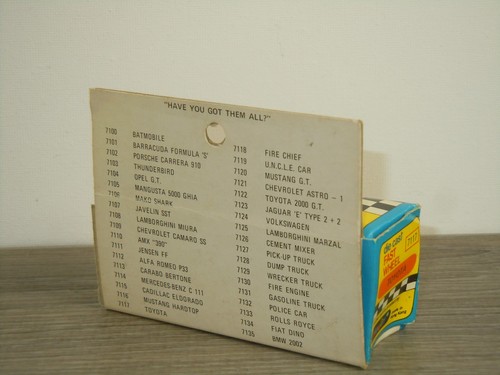 "HAVE YOU GOT THEM ALL?"
7100 BATMOBILE
7101 BARRACUDA FORMULA 'S'
7102 PORSCHE CARRERA 910
7103 THUNDERBIRD
7104 OPEL G.T.
7105 MANGUSTA 5000 GHIA
7106 MAKO SHARK
7107 JAVELIN SST
7108 LAMBORGHINI MIURA
7109 CHEVROLET CAMARO SS
7110 AMX "390"
7111 JENSEN FF
7112 ALFA ROMEO P33
7113 CARABO BERTONE
7114 MERCEDES-BENZ C 111
7115 CADILLAC ELDORADO
7116 MUSTANG HARDTOP
7117 TOYOTA
7118 FIRE CHIEF
7119 U.N.C.L.E. CAR
7120 MUSTANG G.T.
7121 CHEVROLET ASTRO - 1
7122 TOYOTA 2000 G.T.
7123 JAGUAR 'E' TYPE 2 + 2
7124 VOLKSWAGEN
7125 LAMBORGHINI MARZAL
7126 CEMENT MIXER
7127 PICK-UP TRUCK
7128 DUMP TRUCK
7129 WRECKER TRUCK
7130 FIRE ENGINE
7131 GASOLINE TRUCK
7132 POLICE CAR
7133 ROLLS ROYCE
7134 FIAT DINO
7135 BMW 2002
die cast 7117
FAST
WHEEL